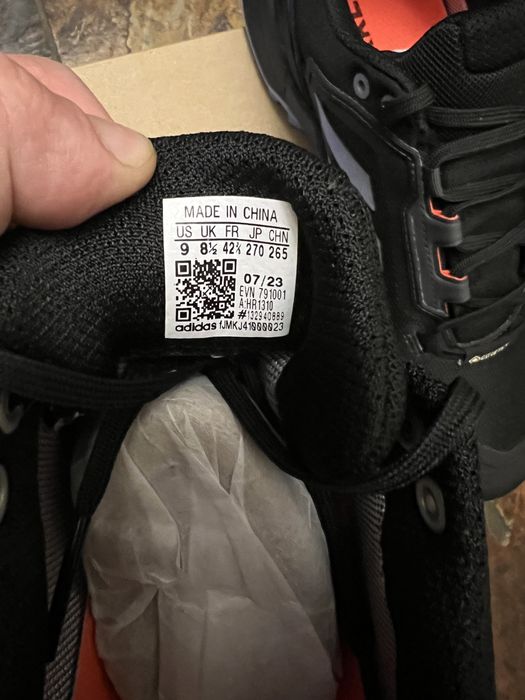 MADE IN CHINA
US UK FR JP CHN
9 8½ 42⅔ 270 265
07/23
EVN 791001
A:HR1310
#132940889
adidas fJMKJ41000023